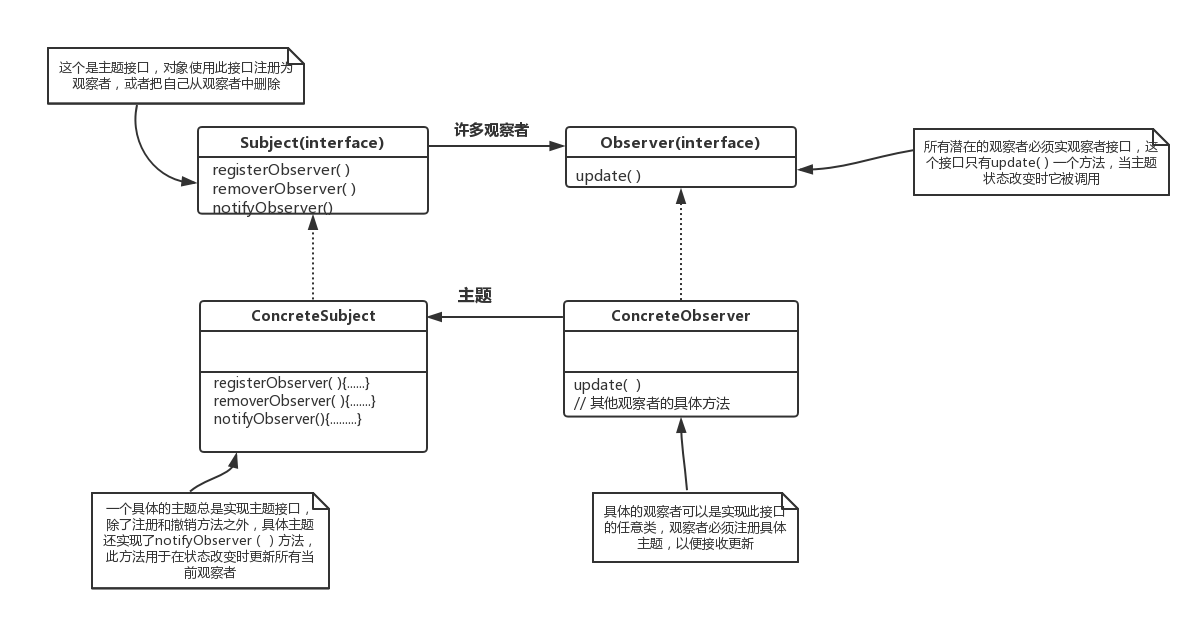 这个是主题接口，对象使用此接口注册为
观察者，或者把自己从观察者中删除
Subject(interface)
registerObserver( )
removerObserver( )
notifyObserver()
许多观察者
Observer(interface)
update( )
所有潜在的观察者必须实观察者接口，这
个接口只有update( ) 一个方法，当主题
状态改变时它被调用
ConcreteSubject
registerObserver( ){......}
removerObserver( ){.......}
notifyObserver(){.........}
主题
ConcreteObserver
update(  )
// 其他观察者的具体方法
一个具体的主题总是实现主题接口，
除了注册和撤销方法之外，具体主题
还实现了notifyObserver（ ）方法，
此方法用于在状态改变时更新所有当
前观察者
具体的观察者可以是实现此接口
的任意类，观察者必须注册具体
主题，以便接收更新